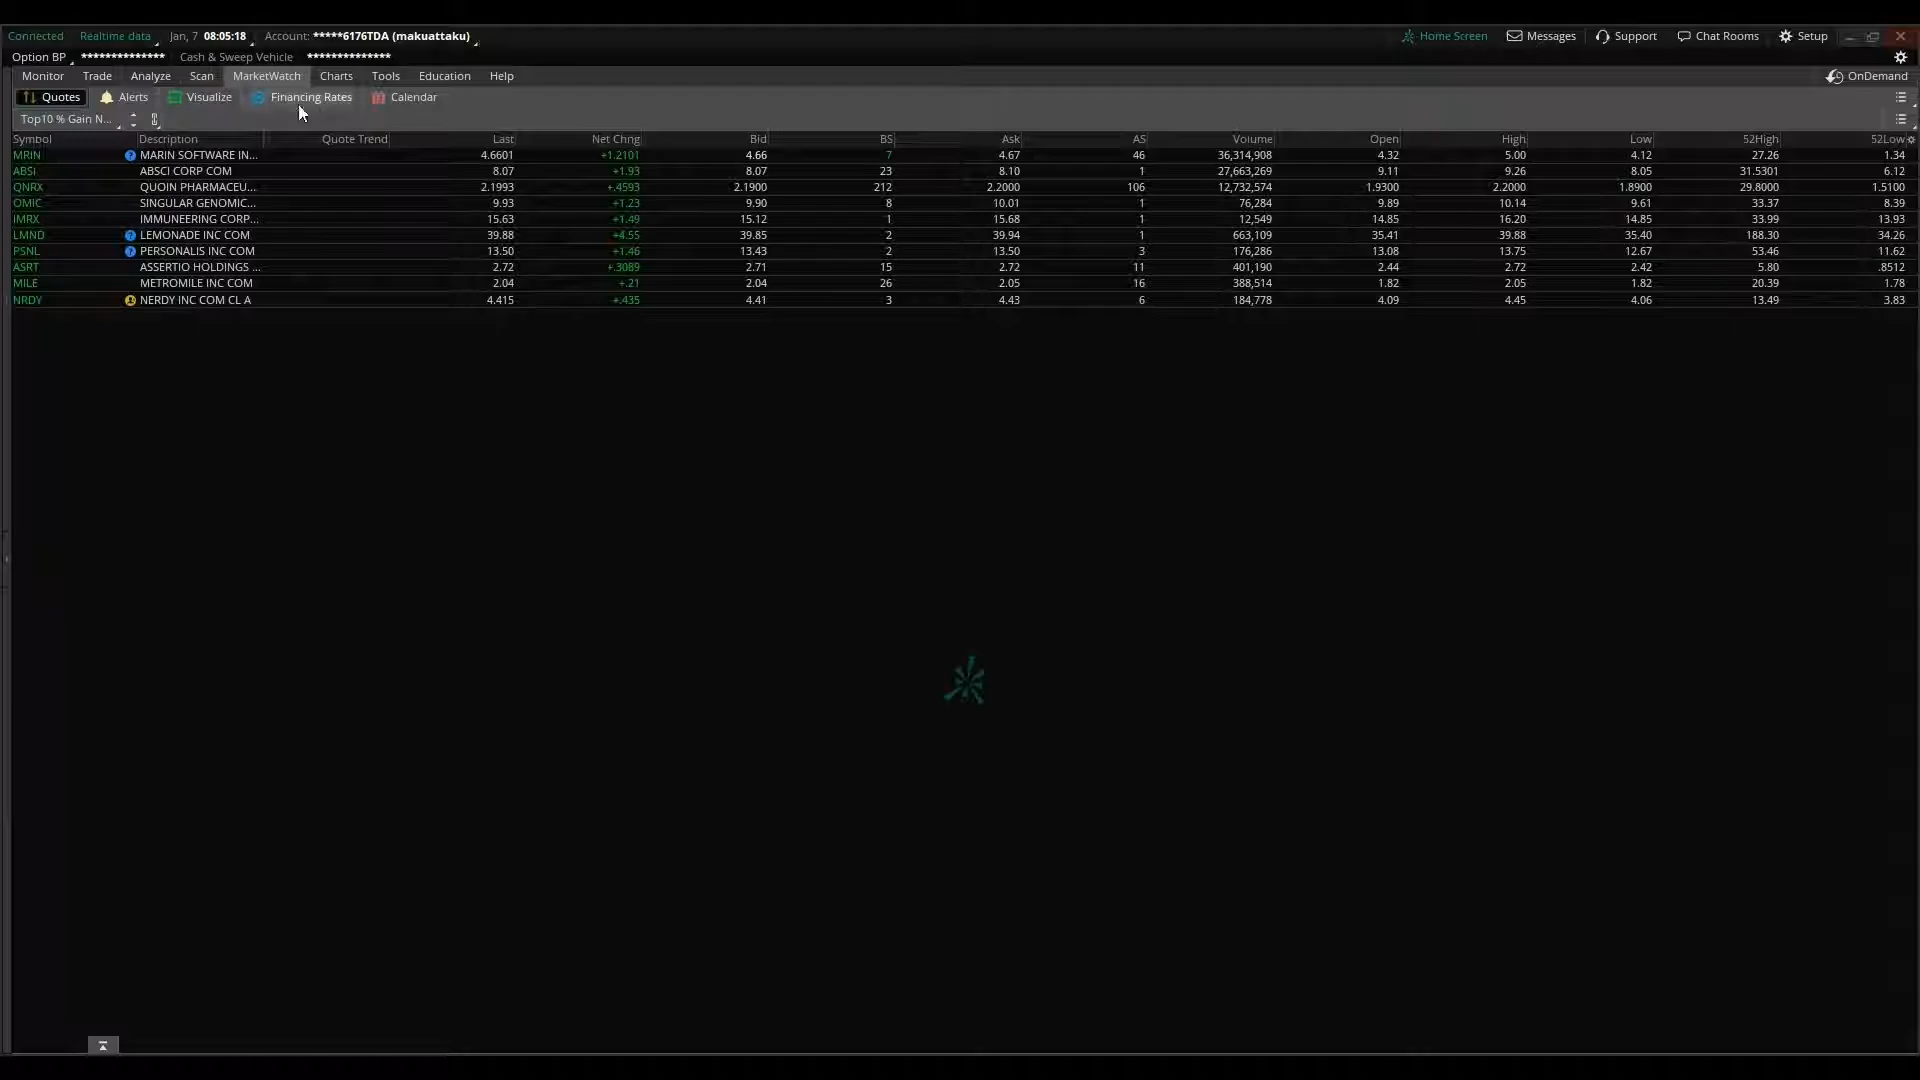 Connected Realtime data Jan, 7 08:05:18 Account: *****6176TDA (makuattaku) Home Screen Messages Support Chat Rooms Setup
Option BP ************** Cash & Sweep Vehicle **************
Monitor Trade Analyze Scan MarketWatch Charts Tools Education Help OnDemand
Quotes Alerts Visualize Financing Rates Calendar
Top10 % Gain N...
Symbol Description Quote Trend Last Net Chng Bid BS Ask AS Volume Open High Low 52High 52Low
MRIN MARIN SOFTWARE IN... 4.6601 +1.2101 4.66 7 4.67 46 36,314,908 4.32 5.00 4.12 27.26 1.34
ABSI ABSCI CORP COM 8.07 +1.93 8.07 23 8.10 1 27,663,269 9.11 9.26 8.05 31.5301 6.12
QNRX QUOIN PHARMACEU... 2.1993 +.4593 2.1900 212 2.2000 106 12,732,574 1.9300 2.2000 1.8900 29.8000 1.5100
OMIC SINGULAR GENOMIC... 9.93 +1.23 9.90 8 10.01 1 76,284 9.89 10.14 9.61 33.37 8.39
IMRX IMMUNEERING CORP... 15.63 +1.49 15.12 1 15.68 1 12,549 14.85 16.20 14.85 33.99 13.93
LMND LEMONADE INC COM 39.88 +4.55 39.85 2 39.94 1 663,109 35.41 39.88 35.40 188.30 34.26
PSNL PERSONALIS INC COM 13.50 +1.46 13.43 2 13.50 3 176,286 13.08 13.75 12.67 53.46 11.62
ASRT ASSERTIO HOLDINGS ... 2.72 +.3089 2.71 15 2.72 11 401,190 2.44 2.72 2.42 5.80 .8512
MILE METROMILE INC COM 2.04 +.21 2.04 26 2.05 16 388,514 1.82 2.05 1.82 20.39 1.78
NRDY NERDY INC COM CL A 4.415 +.435 4.41 3 4.43 6 184,778 4.09 4.45 4.06 13.49 3.83